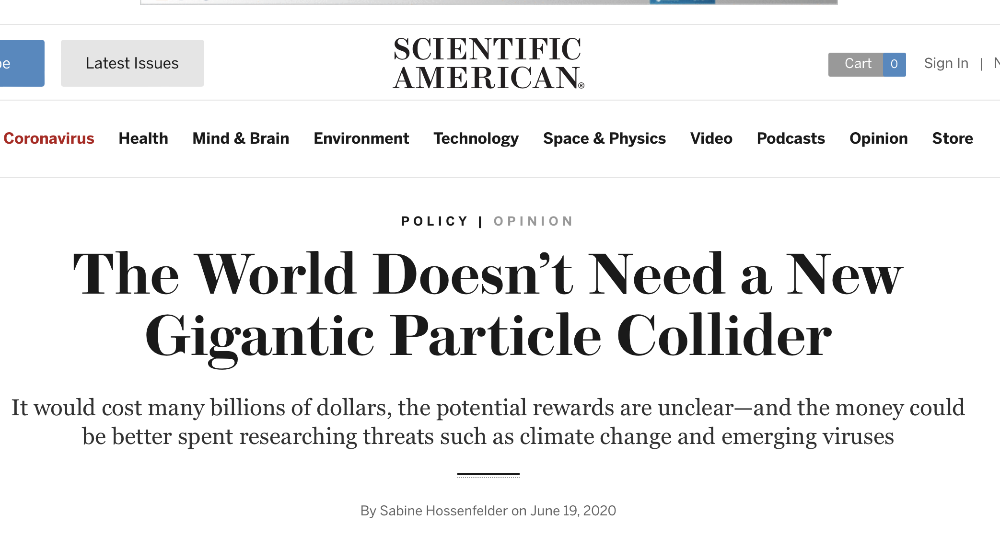 Latest Issues
SCIENTIFIC
AMERICAN®
Cart 0
Sign In |
Coronavirus Health Mind & Brain Environment Technology Space & Physics Video Podcasts Opinion Store
POLICY | OPINION
The World Doesn’t Need a New
Gigantic Particle Collider
It would cost many billions of dollars, the potential rewards are unclear—and the money could
be better spent researching threats such as climate change and emerging viruses
By Sabine Hossenfelder on June 19, 2020